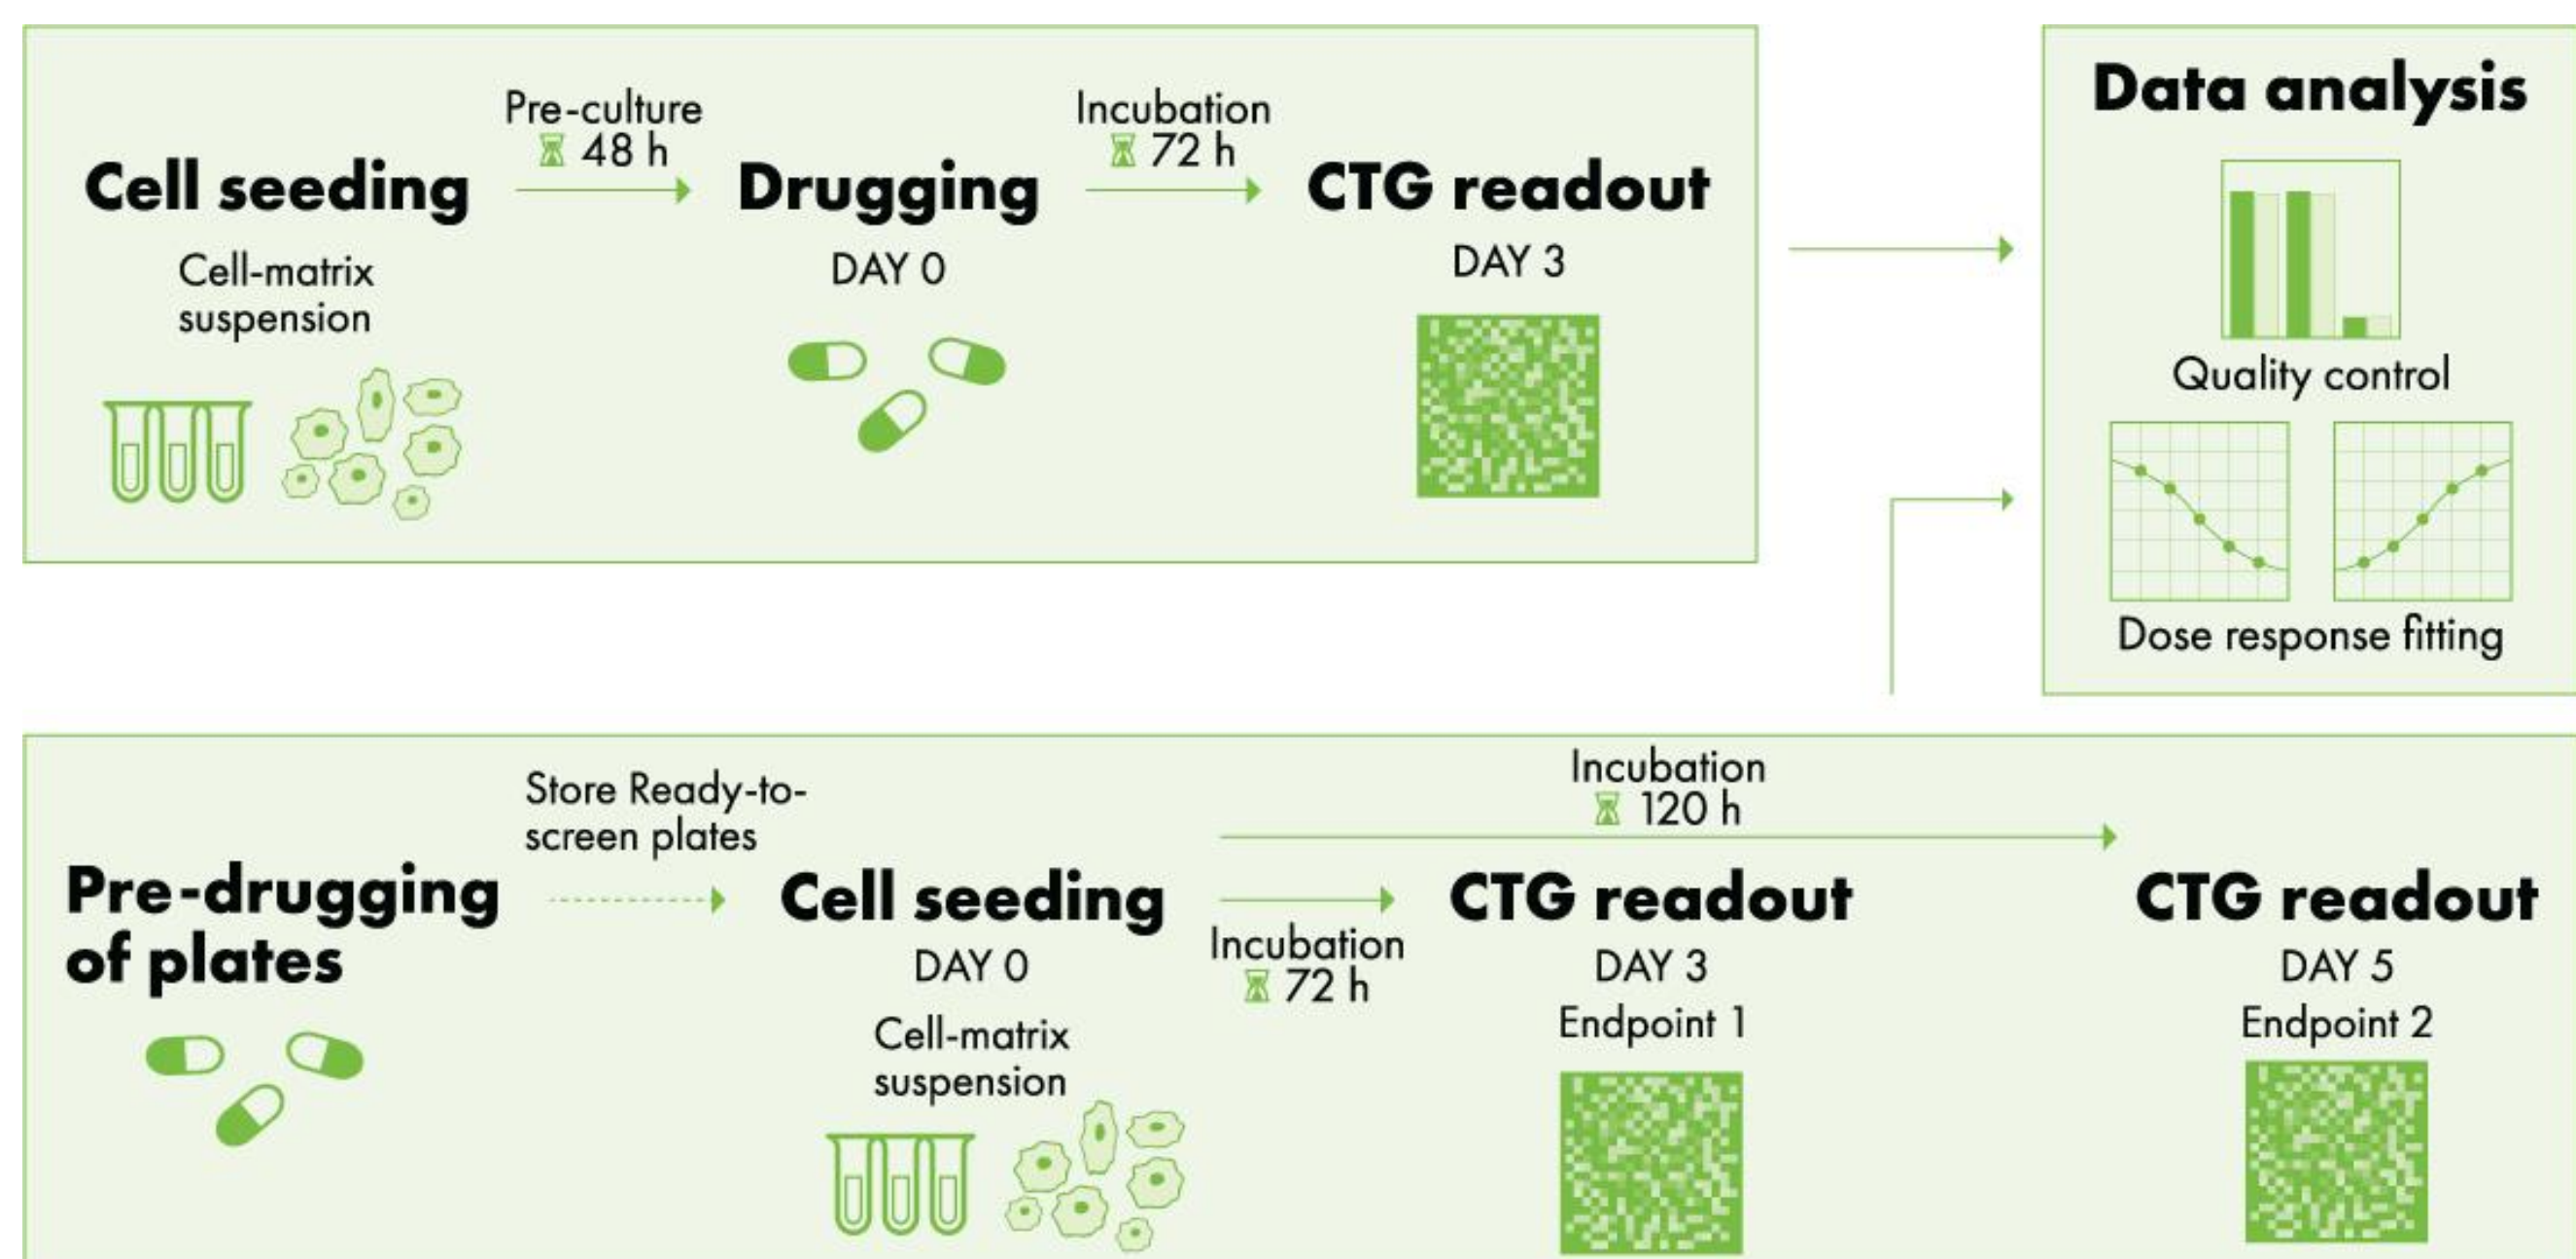 Cell seeding
Cell-matrix
suspension
Pre-culture
48 h
Drugging
DAY 0
Incubation
72 h
CTG readout
DAY 3
Data analysis
Quality control
Dose response fitting
Pre-drugging
of plates
Store Ready-to-
screen plates
Cell seeding
DAY 0
Cell-matrix
suspension
Incubation
120 h
Incubation
72 h
CTG readout
DAY 3
Endpoint 1
CTG readout
DAY 5
Endpoint 2